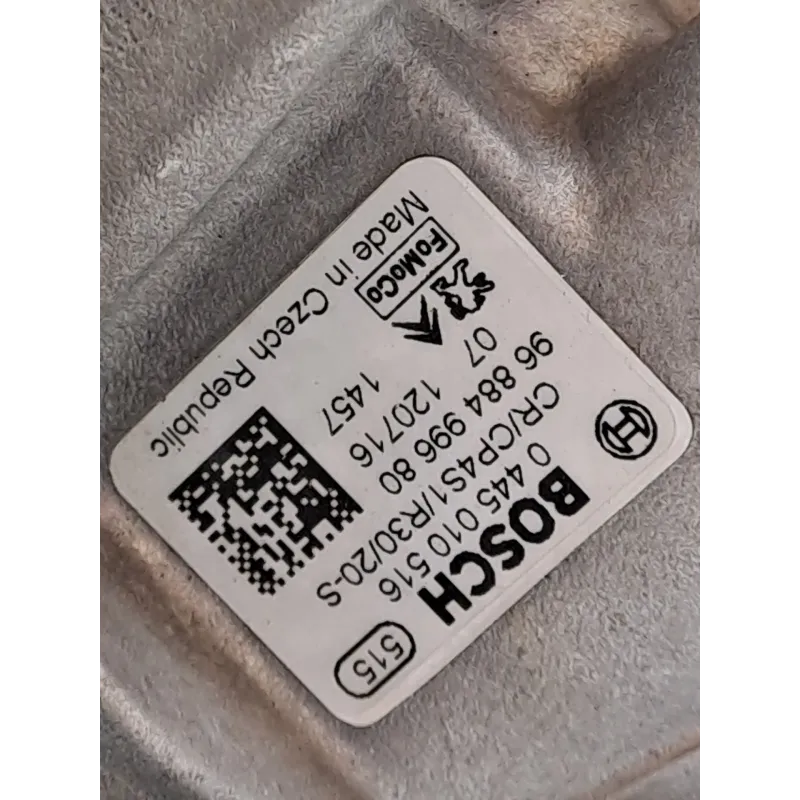 BOSCH
515
0 445 010 516
CR/CP4S1/R30/20-S
96 884 996 80
07
120716
1457
FoMoCo
Made in Czech Republic